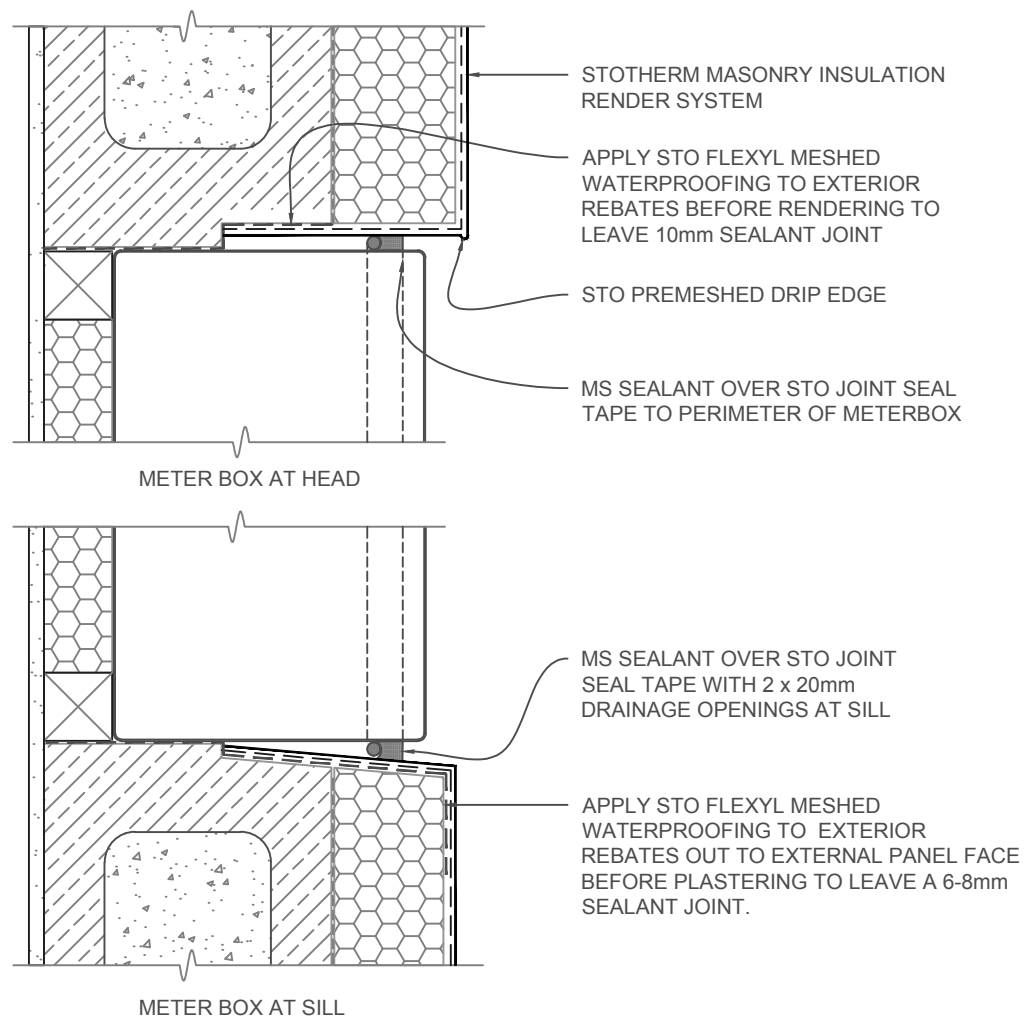 STOTHERM MASONRY INSULATION
RENDER SYSTEM
APPLY STO FLEXYL MESHED
WATERPROOFING TO EXTERIOR
REBATES BEFORE RENDERING TO
LEAVE 10mm SEALANT JOINT
STO PREMESHED DRIP EDGE
MS SEALANT OVER STO JOINT SEAL
TAPE TO PERIMETER OF METERBOX
METER BOX AT HEAD
MS SEALANT OVER STO JOINT
SEAL TAPE WITH 2 x 20mm
DRAINAGE OPENINGS AT SILL
APPLY STO FLEXYL MESHED
WATERPROOFING TO EXTERIOR
REBATES OUT TO EXTERNAL PANEL FACE
BEFORE PLASTERING TO LEAVE A 6-8mm
SEALANT JOINT.
METER BOX AT SILL